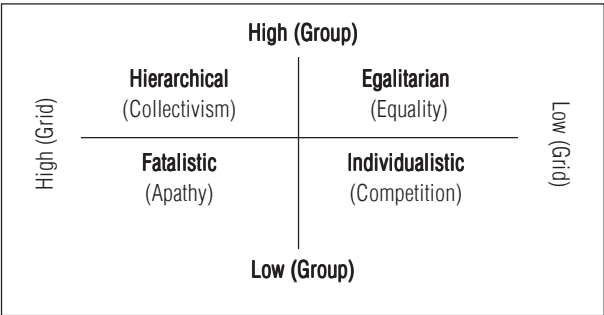 High (Group)
Hierarchical
(Collectivism)
Egalitarian
(Equality)
High (Grid)
Low (Grid)
Fatalistic
(Apathy)
Individualistic
(Competition)
Low (Group)